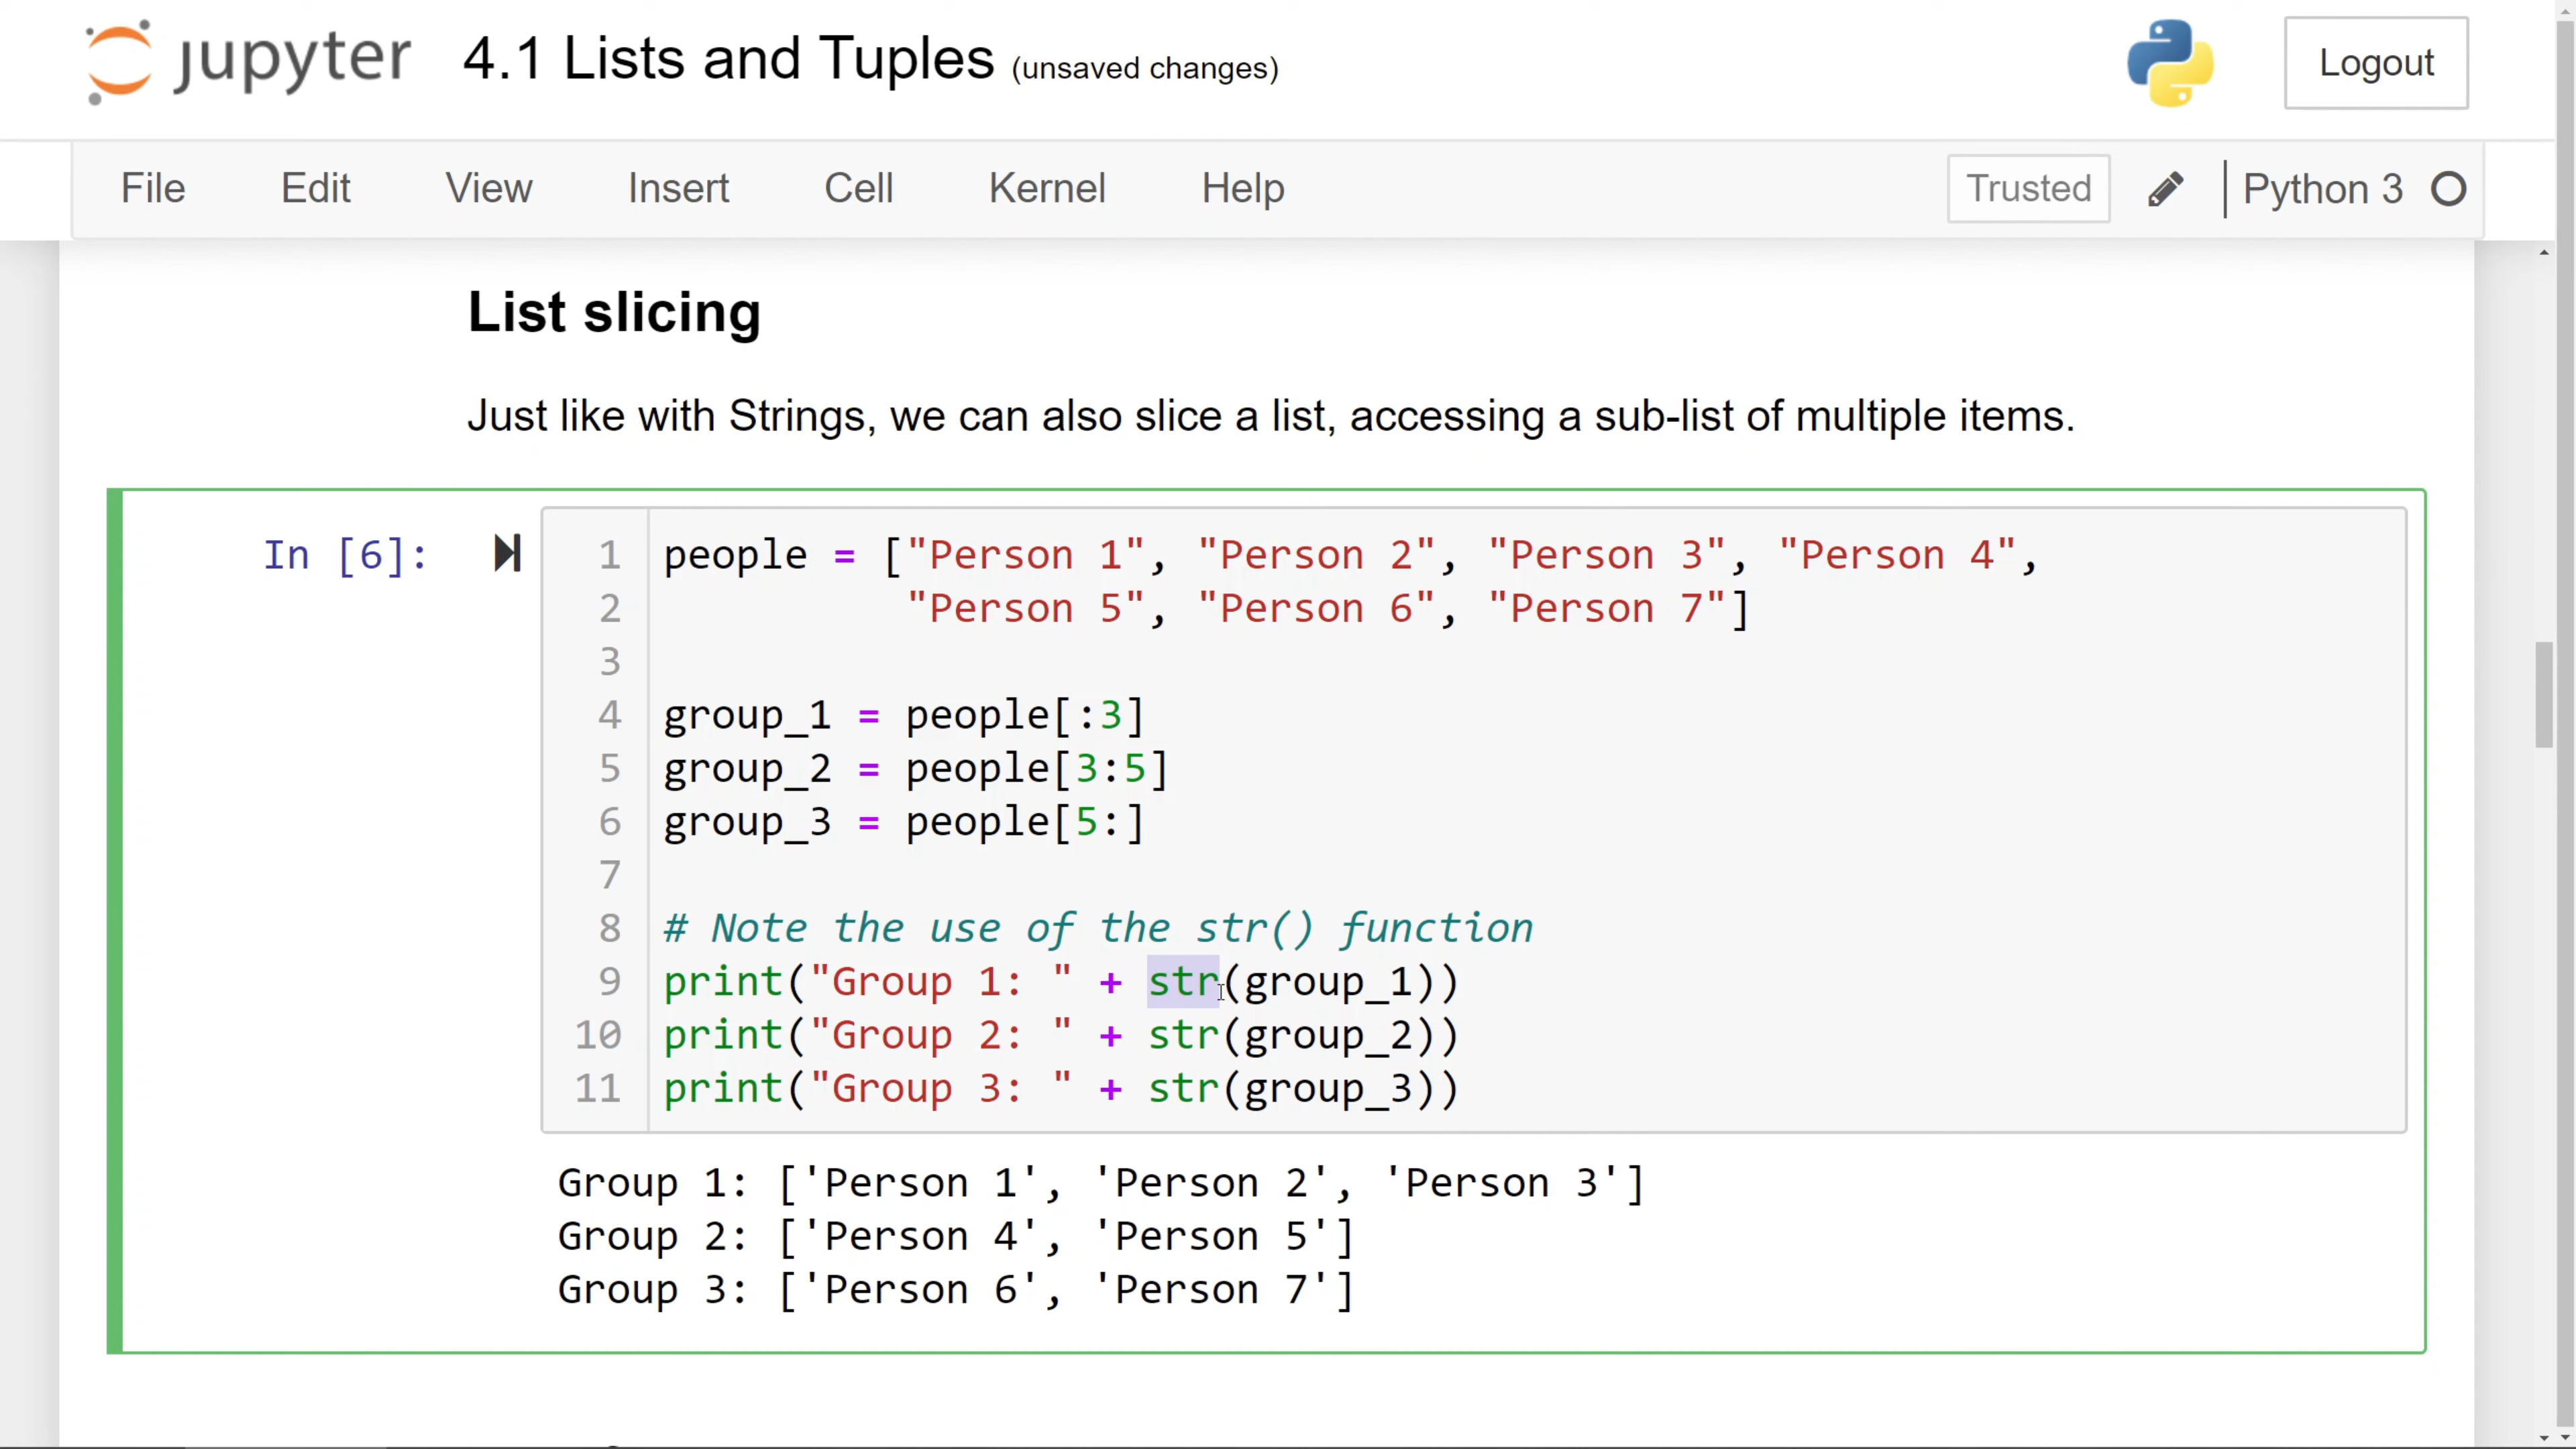 jupyter 4.1 Lists and Tuples (unsaved changes) Logout
File Edit View Insert Cell Kernel Help Trusted Python 3
List slicing
Just like with Strings, we can also slice a list, accessing a sub-list of multiple items.
In [6]: 1 people = ["Person 1", "Person 2", "Person 3", "Person 4",
2 "Person 5", "Person 6", "Person 7"]
3
4 group_1 = people[:3]
5 group_2 = people[3:5]
6 group_3 = people[5:]
7
8 # Note the use of the str() function
9 print("Group 1: " + str(group_1))
10 print("Group 2: " + str(group_2))
11 print("Group 3: " + str(group_3))
Group 1: ['Person 1', 'Person 2', 'Person 3']
Group 2: ['Person 4', 'Person 5']
Group 3: ['Person 6', 'Person 7']